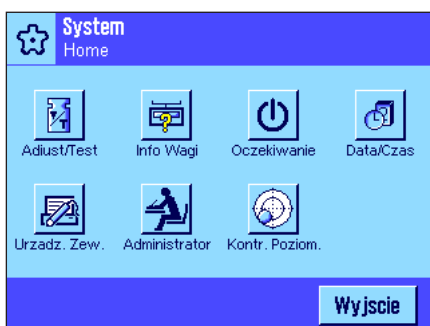 System
Home
Adiust/Test
Info Wagi
Oczekiwanie
Data/Czas
Urzadz. Zew.
Administrator
Kontr. Poziom.
Wyjscie